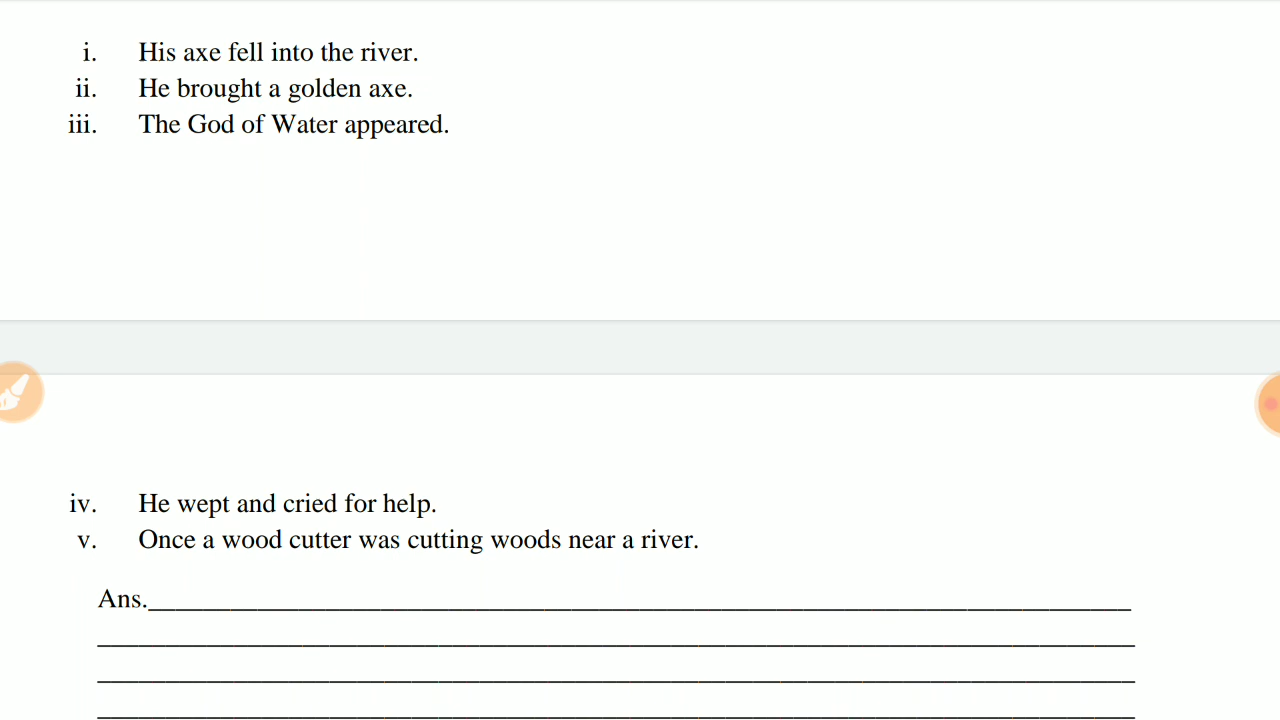 i. His axe fell into the river.
ii. He brought a golden axe.
iii. The God of Water appeared.
iv. He wept and cried for help.
v. Once a wood cutter was cutting woods near a river.
Ans.